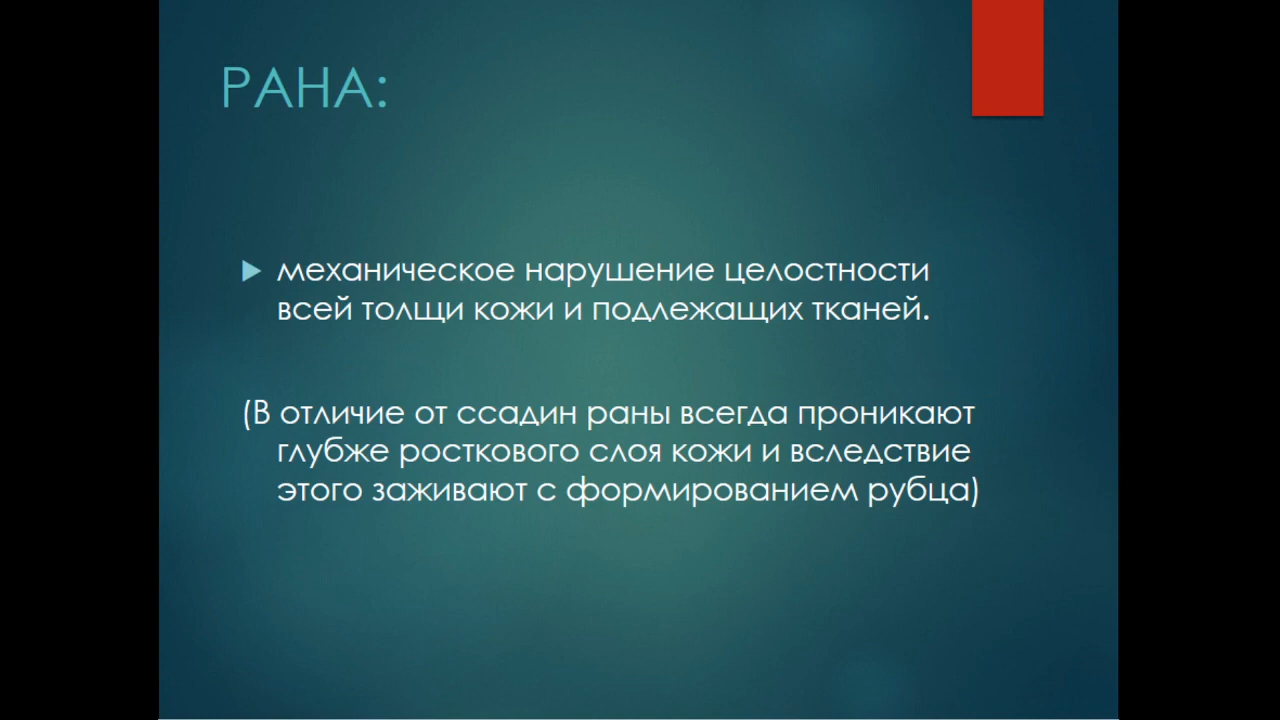 РАНА:
механическое нарушение целостности
всей толщи кожи и подлежащих тканей.
(В отличие от ссадин раны всегда проникают
глубже росткового слоя кожи и вследствие
этого заживают с формированием рубца)